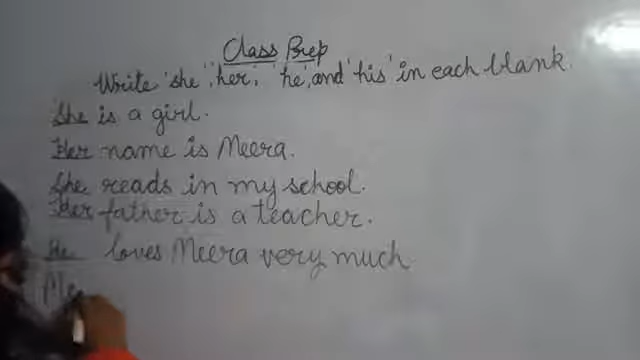 Class Prep
Write 'she', 'her', 'he', and 'his' in each blank.
She is a girl.
Her name is Meera.
She reads in my school.
Her father is a teacher.
He loves Meera very much
Me